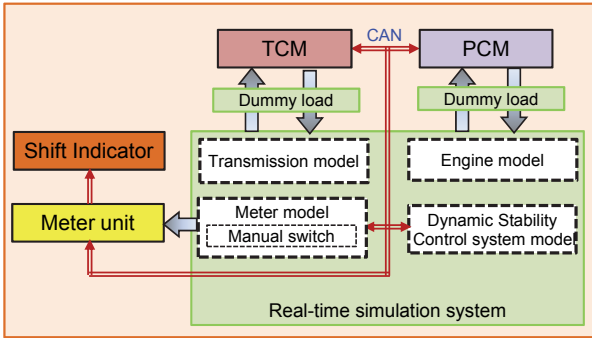 TCM
CAN
PCM
Dummy load
Dummy load
Shift Indicator
Transmission model
Engine model
Meter unit
Meter model
Manual switch
Dynamic Stability
Control system model
Real-time simulation system